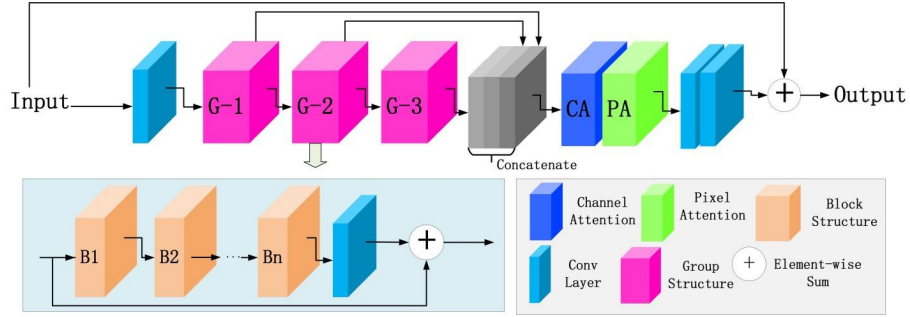 Input
G-1
G-2
G-3
CA
PA
Output
Concatenate
B1
B2
...
Bn
Channel
Attention
Pixel
Attention
Block
Structure
Conv
Layer
Group
Structure
Element-wise
Sum